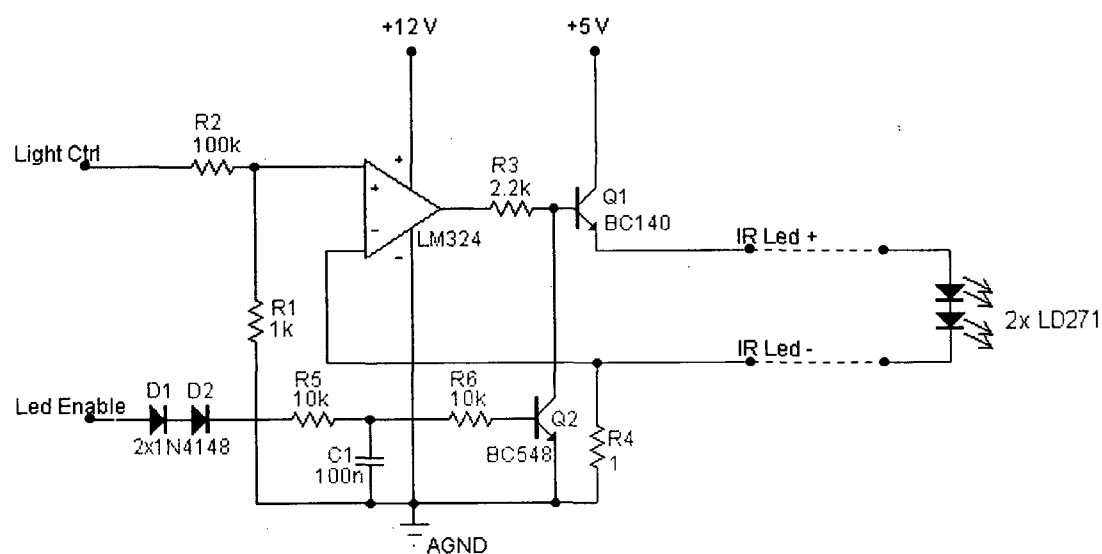 +12 V
+5 V
R2
100k
Light Ctrl
+
+
-
-
LM324
R3
2.2k
Q1
BC140
IR Led +
2x LD271
IR Led -
R1
1k
Led Enable
D1
D2
2x1N4148
R5
10k
R6
10k
Q2
BC548
C1
100n
R4
1
AGND